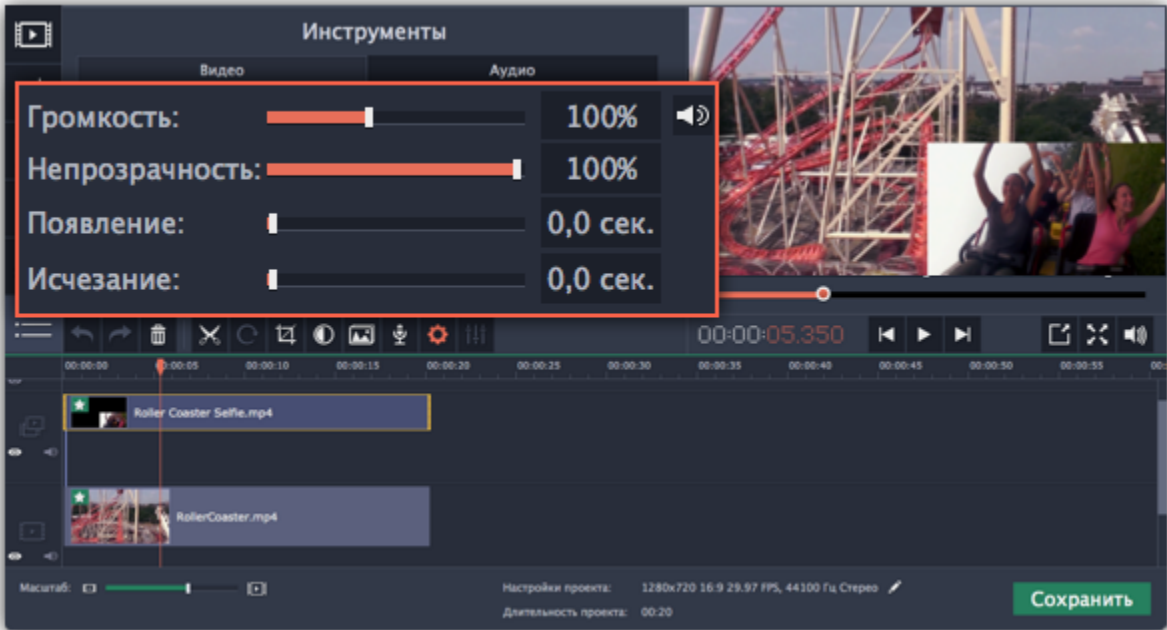 Инструменты
Видео Аудио
Громкость: 100%
Непрозрачность: 100%
Появление: 0,0 сек.
Исчезание: 0,0 сек.
00:00:05.350
00:00:00 00:00:05 00:00:10 00:00:15 00:00:20 00:00:25 00:00:30 00:00:35 00:00:40 00:00:45 00:00:50 00:00:55 00:
Roller Coaster Selfie.mp4
RollerCoaster.mp4
Масштаб: Настройки проекта: 1280x720 16:9 29.97 FPS, 44100 Гц Стерео
Длительность проекта: 00:20
Сохранить